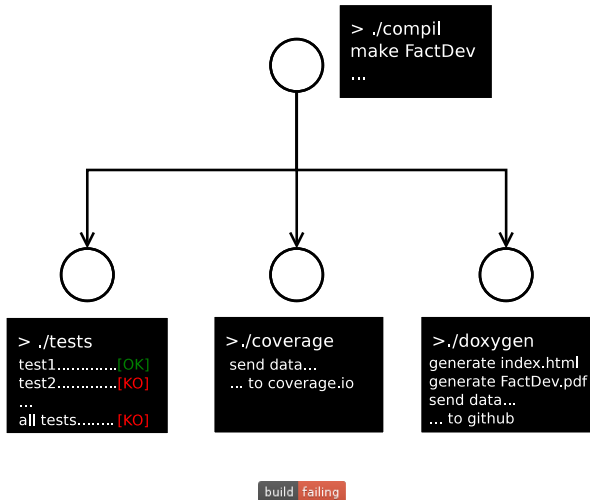 > ./compil
make FactDev
...
> ./tests
test1............[OK]
test2............[KO]
...
all tests........[KO]
>./coverage
send data...
... to coverage.io
>./doxygen
generate index.html
generate FactDev.pdf
send data...
... to github
build failing